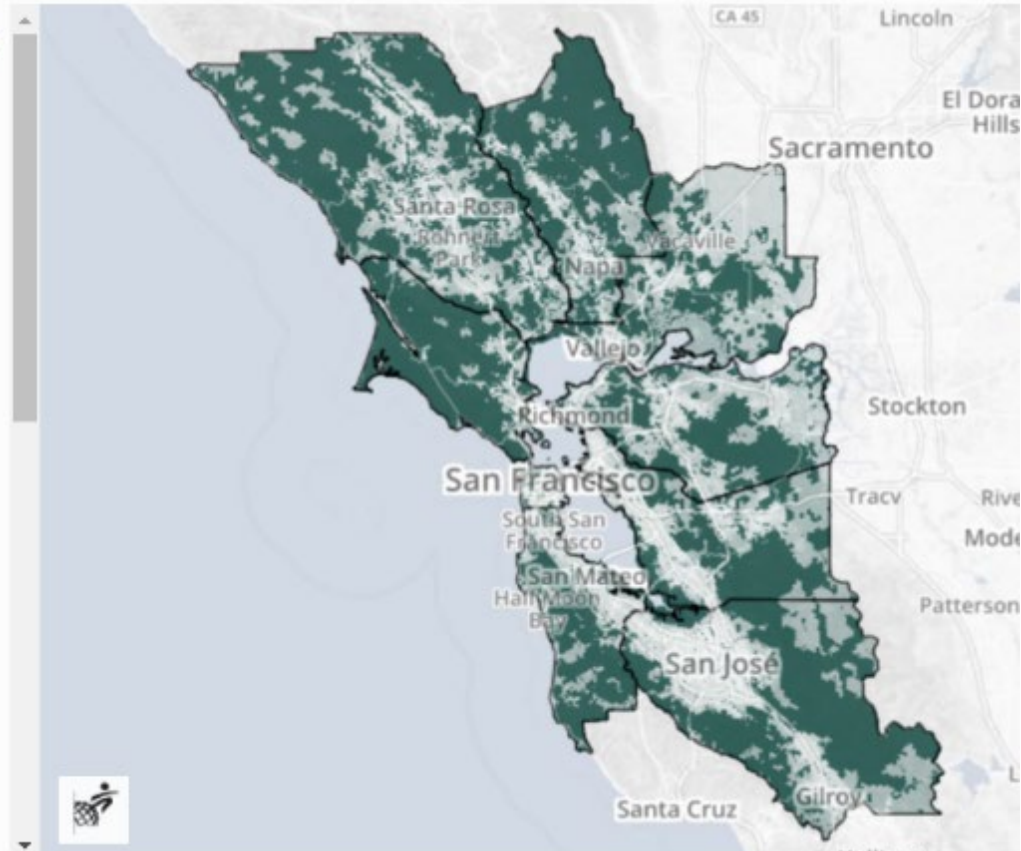 CA 45
Lincoln
El Dora
Hills
Sacramento
Santa Rosa
Rohnert
Park
Vacaville
Napa
Vallejo
Richmond
Stockton
San Francisco
Tracy
Rive
South San
Francisco
Mode
San Mateo
Half Moon
Bay
Patterson
San José
L
Gilroy
Santa Cruz